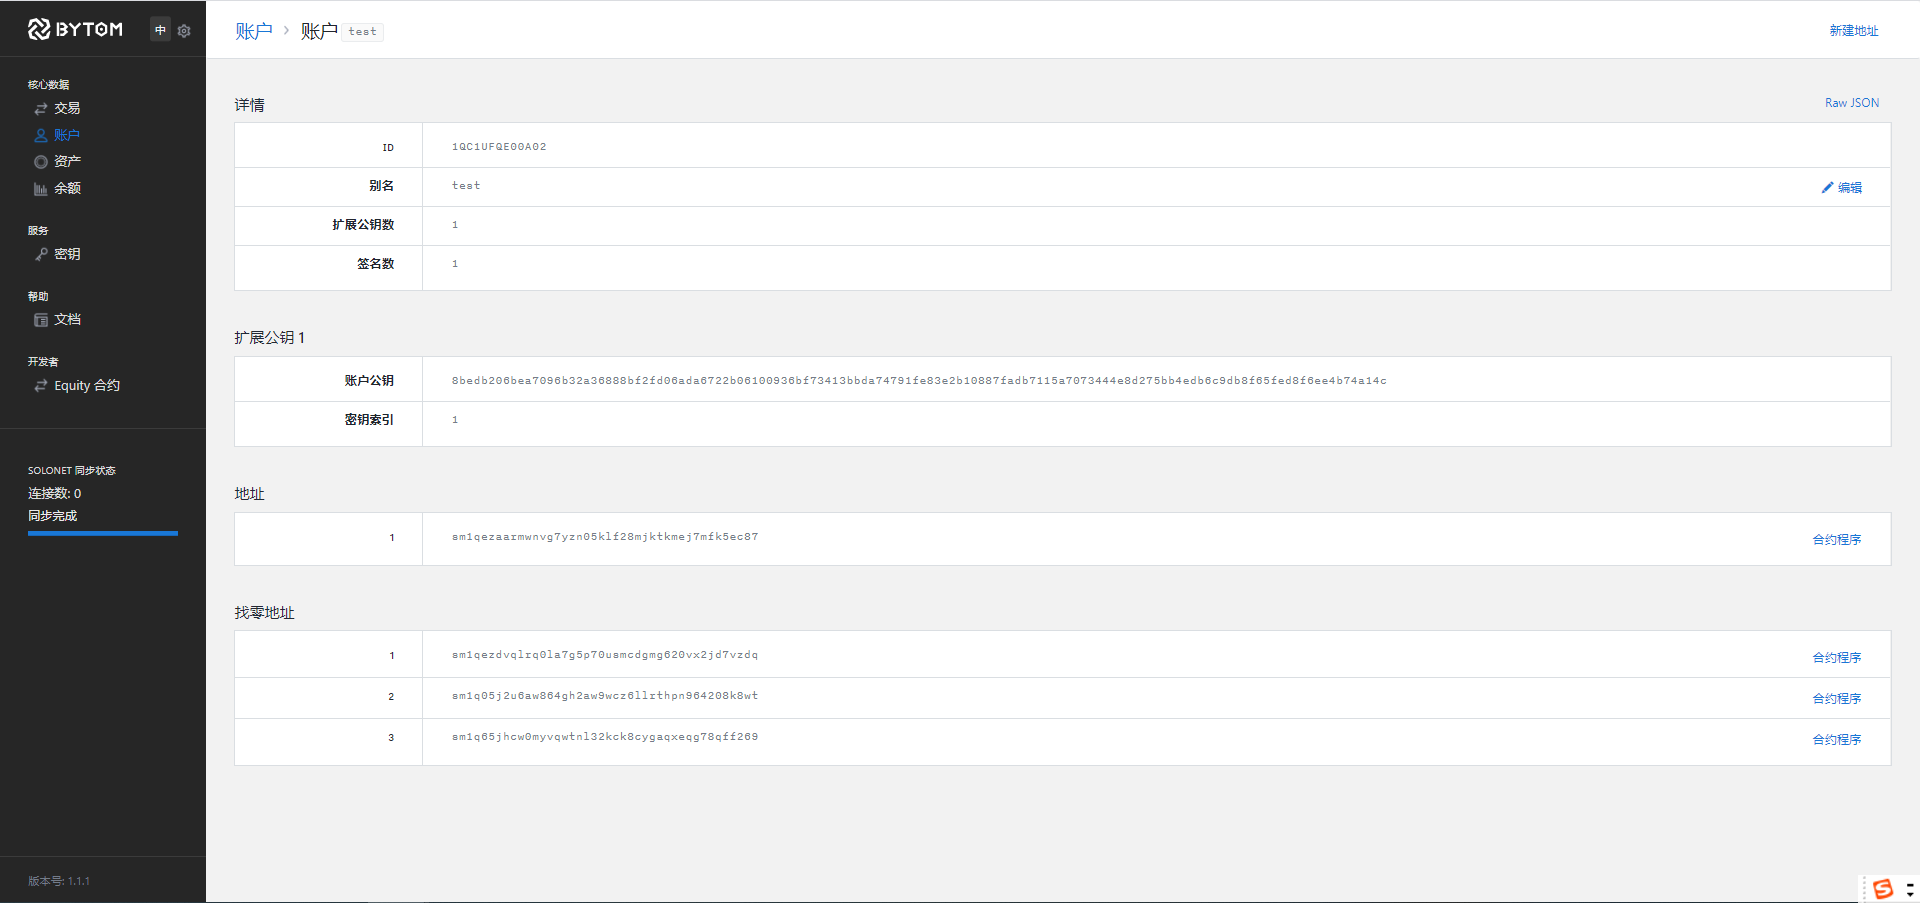 BYTOM 中
核心数据
交易
账户
资产
余额
服务
密钥
帮助
文档
开发者
Equity 合约
SOLONET 同步状态
连接数: 0
同步完成
版本号: 1.1.1
账户 › 账户 test
新建地址
详情
Raw JSON
ID 1QC1UFQE00A02
别名 test 编辑
扩展公钥数 1
签名数 1
扩展公钥 1
账户公钥 8bedb206bea7096b32a36888bf2fd06ada6722b06100936bf73413bbda74791fe83e2b10887fadb7115a7073444e8d275bb4edb6c9db8f65fed8f6ee4b74a14c
密钥索引 1
地址
1 sm1qezaarmwnvg7yzn05klf28mjktkmej7mfk5ec87 合约程序
找零地址
1 sm1qezdvqlrq0la7g5p70usmcdgmg620vx2jd7vzdq 合约程序
2 sm1q05j2u6aw864gh2aw9wcz6llrthpn964208k8wt 合约程序
3 sm1q65jhcw0myvqwtnl32kck8cygaqxeqg78qff269 合约程序